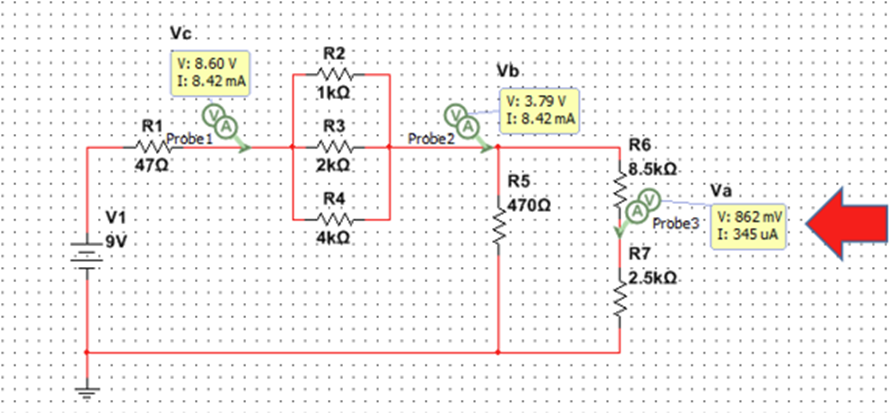 Vc
V: 8.60 V
I: 8.42 mA
R1
47Ω
Probe1
R2
1kΩ
R3
2kΩ
R4
4kΩ
Vb
V: 3.79 V
I: 8.42 mA
Probe2
R5
470Ω
R6
8.5kΩ
Va
V: 862 mV
I: 345 uA
V
A
V
A
V
A
Probe3
R7
2.5kΩ
V1
9V